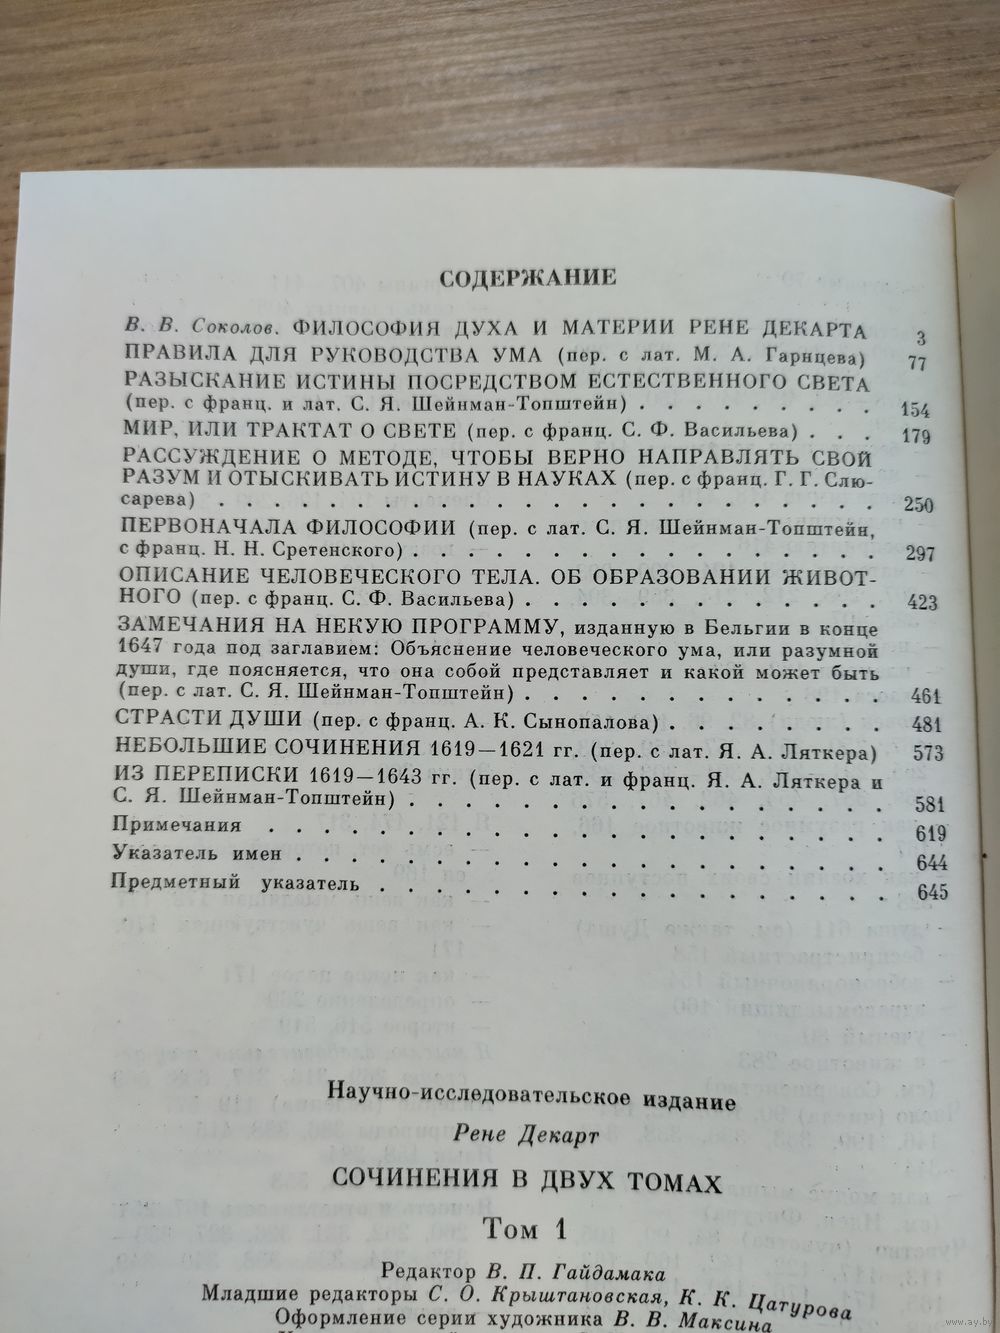 СОДЕРЖАНИЕ
В. В. Соколов. ФИЛОСОФИЯ ДУХА И МАТЕРИИ РЕНЕ ДЕКАРТА 3
ПРАВИЛА ДЛЯ РУКОВОДСТВА УМА (пер. с лат. М. А. Гарнцева) 77
РАЗЫСКАНИЕ ИСТИНЫ ПОСРЕДСТВОМ ЕСТЕСТВЕННОГО СВЕТА
(пер. с франц. и лат. С. Я. Шейнман-Топштейн) . . . . . . . . . 154
МИР, ИЛИ ТРАКТАТ О СВЕТЕ (пер. с франц. С. Ф. Васильева) . . . 179
РАССУЖДЕНИЕ О МЕТОДЕ, ЧТОБЫ ВЕРНО НАПРАВЛЯТЬ СВОЙ
РАЗУМ И ОТЫСКИВАТЬ ИСТИНУ В НАУКАХ (пер. с франц. Г. Г. Слю-
сарева) . . . . . . . . . . . . . . . . . . . . . . . . 250
ПЕРВОНАЧАЛА ФИЛОСОФИИ (пер. с лат. С. Я. Шейнман-Топштейн,
с франц. Н. Н. Сретенского) . . . . . . . . . . . . . . . . . 297
ОПИСАНИЕ ЧЕЛОВЕЧЕСКОГО ТЕЛА. ОБ ОБРАЗОВАНИИ ЖИВОТ-
НОГО (пер. с франц. С. Ф. Васильева) . . . . . . . . . . . . . 423
ЗАМЕЧАНИЯ НА НЕКУЮ ПРОГРАММУ, изданную в Бельгии в конце
1647 года под заглавием: Объяснение человеческого ума, или разумной
души, где поясняется, что она собой представляет и какой может быть
(пер. с лат. С. Я. Шейнман-Топштейн) . . . . . . . . . . . . . 461
СТРАСТИ ДУШИ (пер. с франц. А. К. Сынопалова) . . . . . . . . 481
НЕБОЛЬШИЕ СОЧИНЕНИЯ 1619—1621 гг. (пер. с лат. Я. А. Ляткера) 573
ИЗ ПЕРЕПИСКИ 1619—1643 гг. (пер. с лат. и франц. Я. А. Ляткера и
С. Я. Шейнман-Топштейн) . . . . . . . . . . . . . . . . . 581
Примечания . . . . . . . . . . . . . . . . . . . . . . 619
Указатель имен . . . . . . . . . . . . . . . . . . . . . 644
Предметный указатель . . . . . . . . . . . . . . . . . . 645
Научно-исследовательское издание
Рене Декарт
СОЧИНЕНИЯ В ДВУХ ТОМАХ
Том 1
Редактор В. П. Гайдамака
Младшие редакторы С. О. Крыштановская, К. К. Цатурова
Оформление серии художника В. В. Максина
www.ay.by